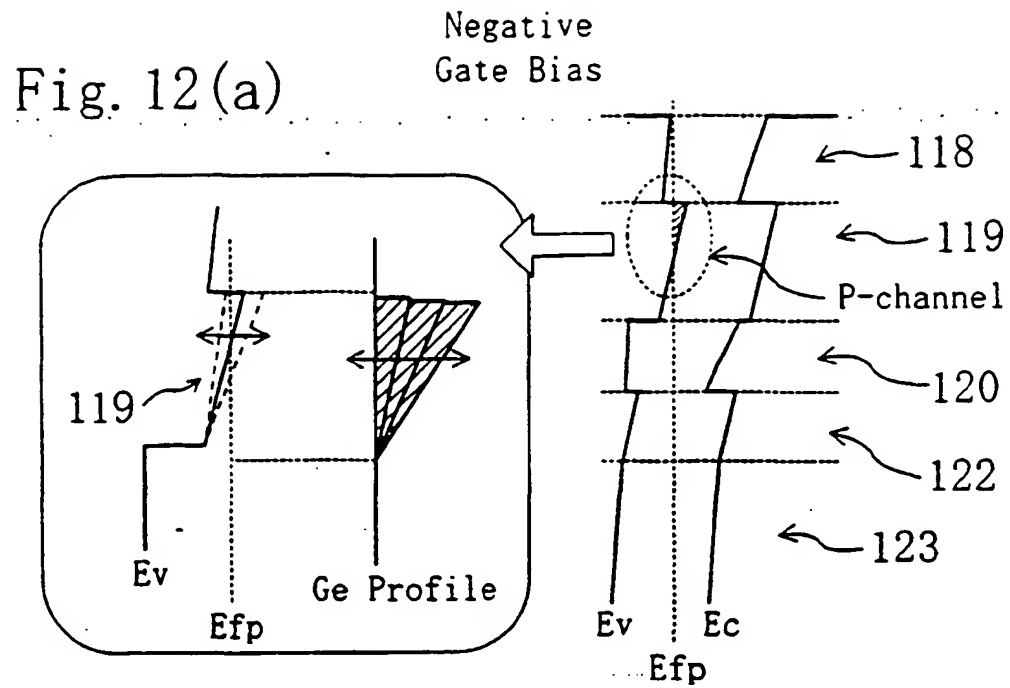 Negative
Gate Bias
Fig. 12(a)
118
119
P-channel
120
122
123
119
Ev
Efp
Ge Profile
Ev
Ec
Efp